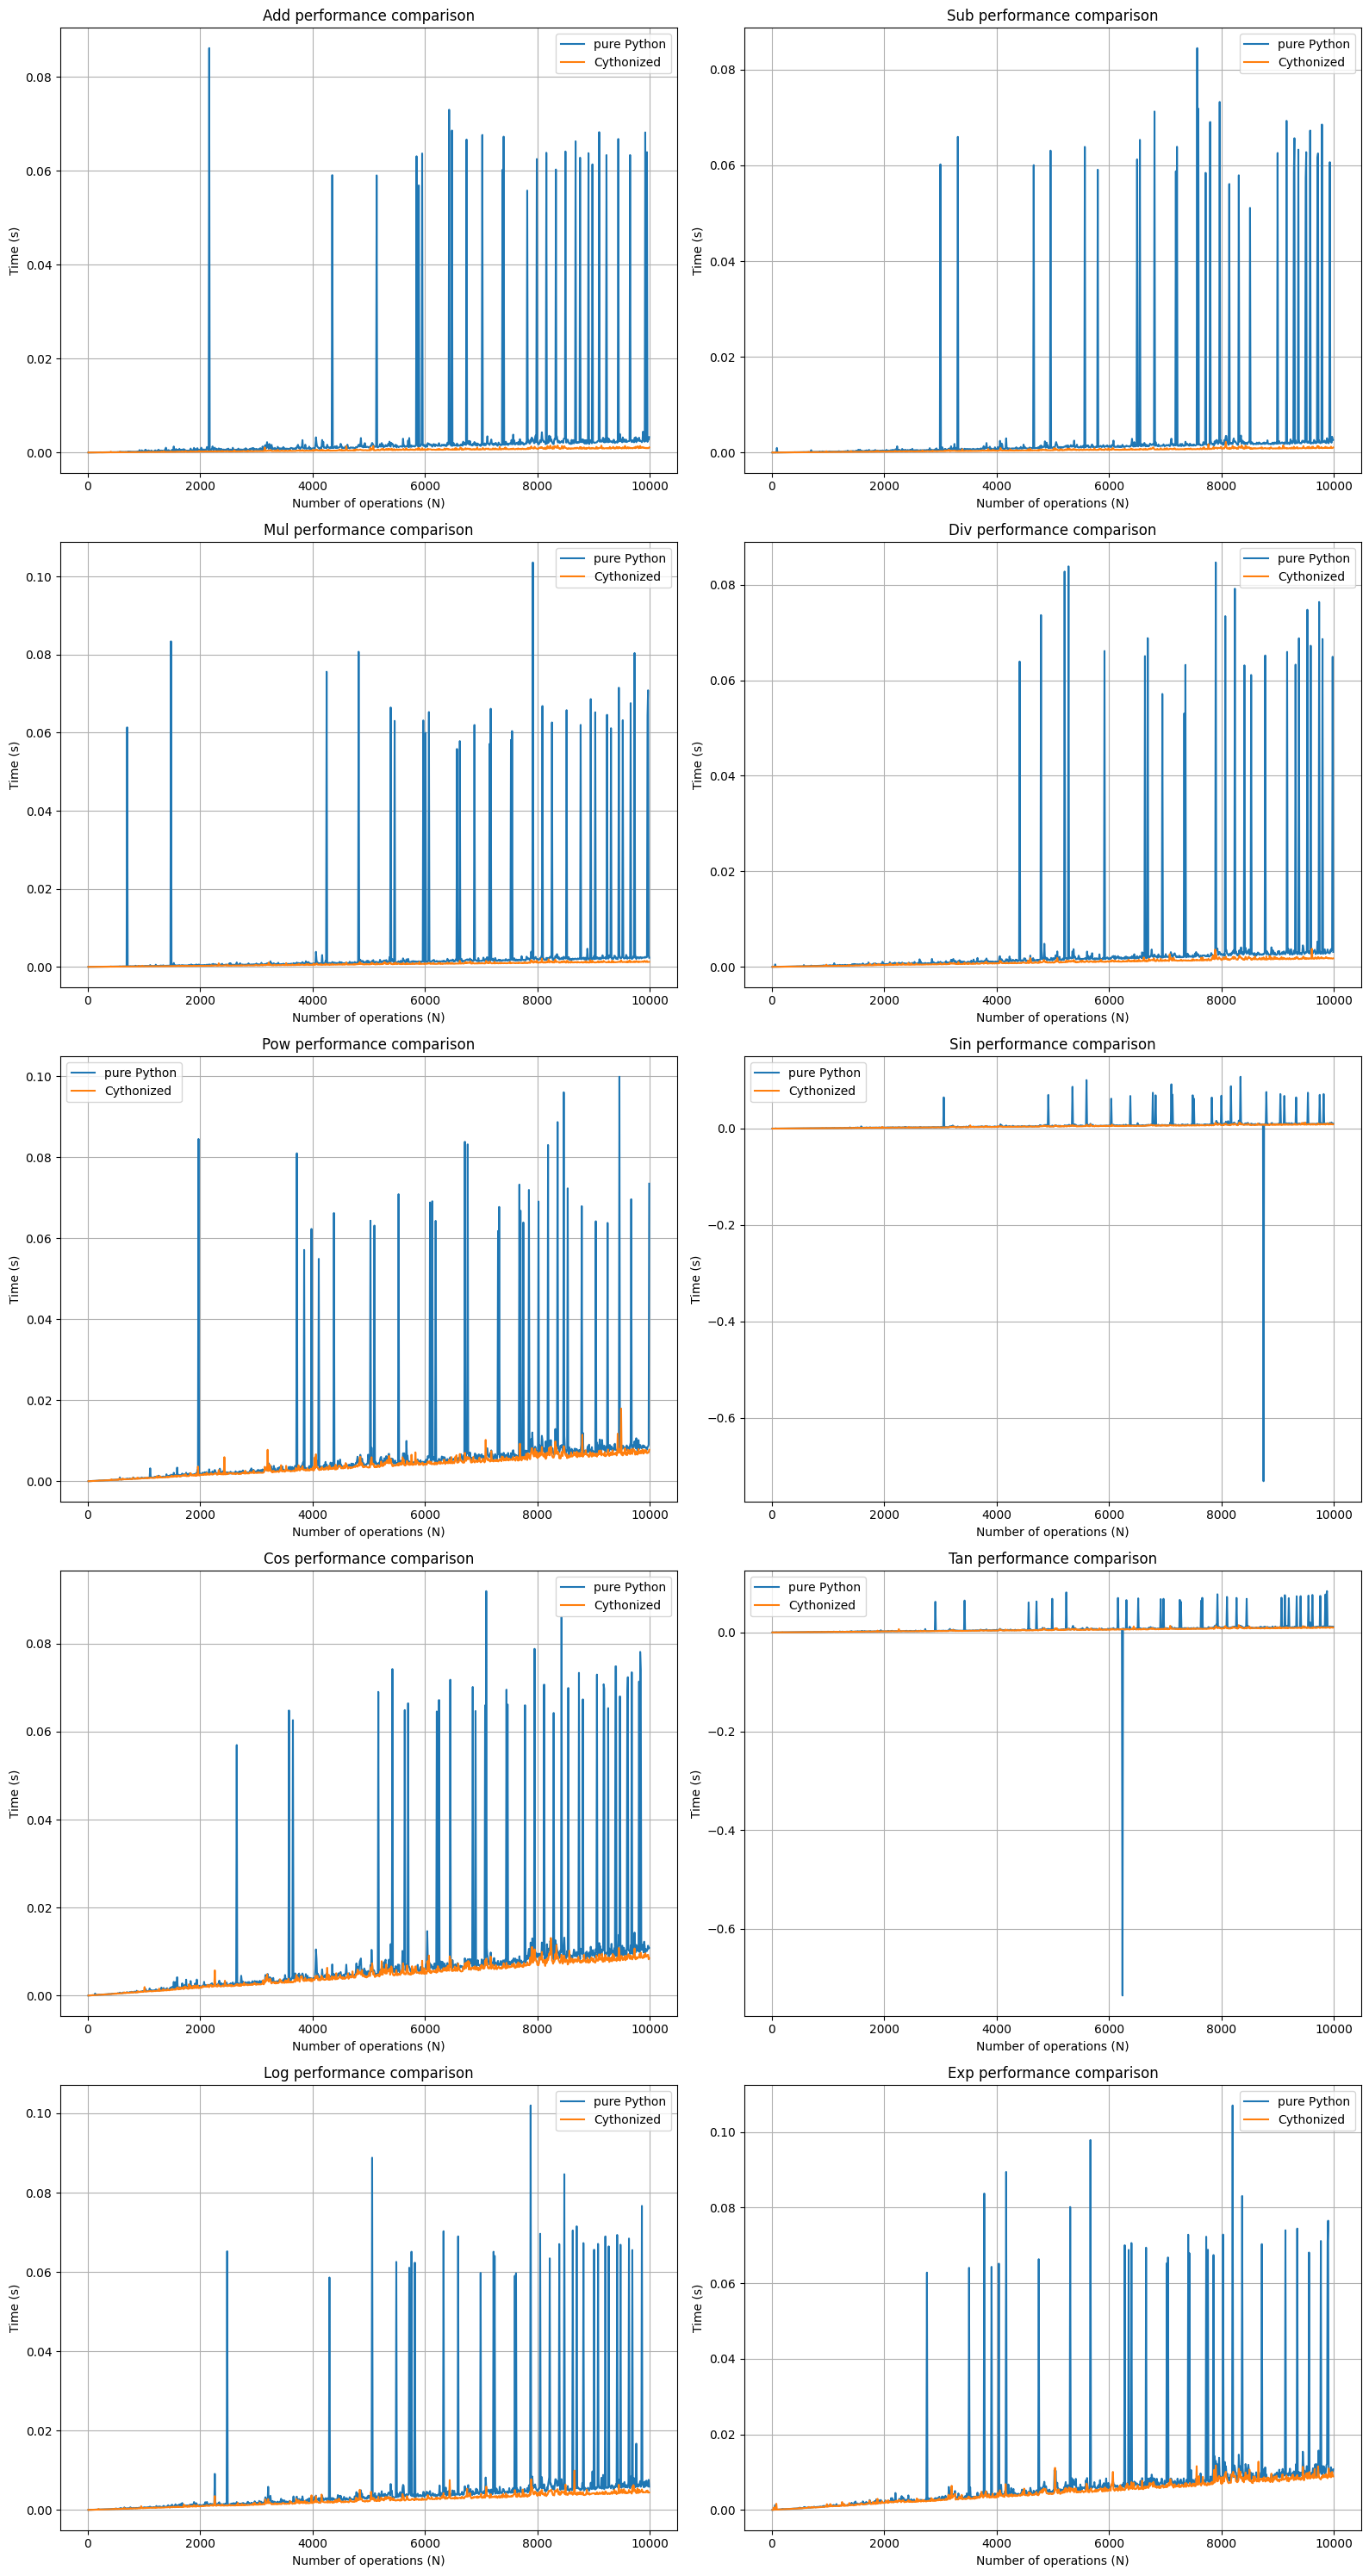 Add performance comparison
pure Python
Cythonized
0.08
0.06
0.04
0.02
0.00
Time (s)
0 2000 4000 6000 8000 10000
Number of operations (N)
Sub performance comparison
pure Python
Cythonized
0.08
0.06
0.04
0.02
0.00
Time (s)
0 2000 4000 6000 8000 10000
Number of operations (N)
Mul performance comparison
pure Python
Cythonized
0.10
0.08
0.06
0.04
0.02
0.00
Time (s)
0 2000 4000 6000 8000 10000
Number of operations (N)
Div performance comparison
pure Python
Cythonized
0.08
0.06
0.04
0.02
0.00
Time (s)
0 2000 4000 6000 8000 10000
Number of operations (N)
Pow performance comparison
pure Python
Cythonized
0.10
0.08
0.06
0.04
0.02
0.00
Time (s)
0 2000 4000 6000 8000 10000
Number of operations (N)
Sin performance comparison
pure Python
Cythonized
0.0
−0.2
−0.4
−0.6
Time (s)
0 2000 4000 6000 8000 10000
Number of operations (N)
Cos performance comparison
pure Python
Cythonized
0.08
0.06
0.04
0.02
0.00
Time (s)
0 2000 4000 6000 8000 10000
Number of operations (N)
Tan performance comparison
pure Python
Cythonized
0.0
−0.2
−0.4
−0.6
Time (s)
0 2000 4000 6000 8000 10000
Number of operations (N)
Log performance comparison
pure Python
Cythonized
0.10
0.08
0.06
0.04
0.02
0.00
Time (s)
0 2000 4000 6000 8000 10000
Number of operations (N)
Exp performance comparison
pure Python
Cythonized
0.10
0.08
0.06
0.04
0.02
0.00
Time (s)
0 2000 4000 6000 8000 10000
Number of operations (N)